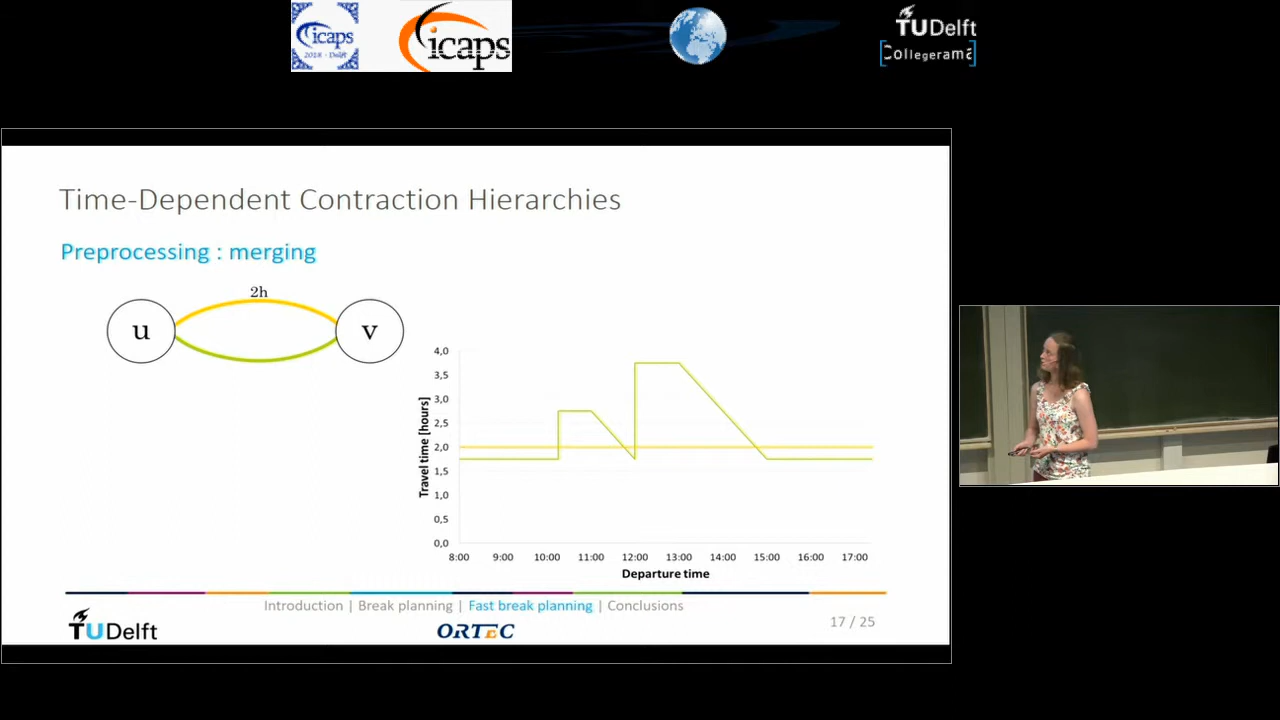 icaps
2018 - Delft
icaps
TUDelft
Collegerama
Time-Dependent Contraction Hierarchies
Preprocessing : merging
2h
u
v
4,0
3,5
3,0
2,5
2,0
1,5
1,0
0,5
0,0
Travel time [hours]
8:00 9:00 10:00 11:00 12:00 13:00 14:00 15:00 16:00 17:00
Departure time
Introduction | Break planning | Fast break planning | Conclusions
TUDelft
ORTEC
17 / 25